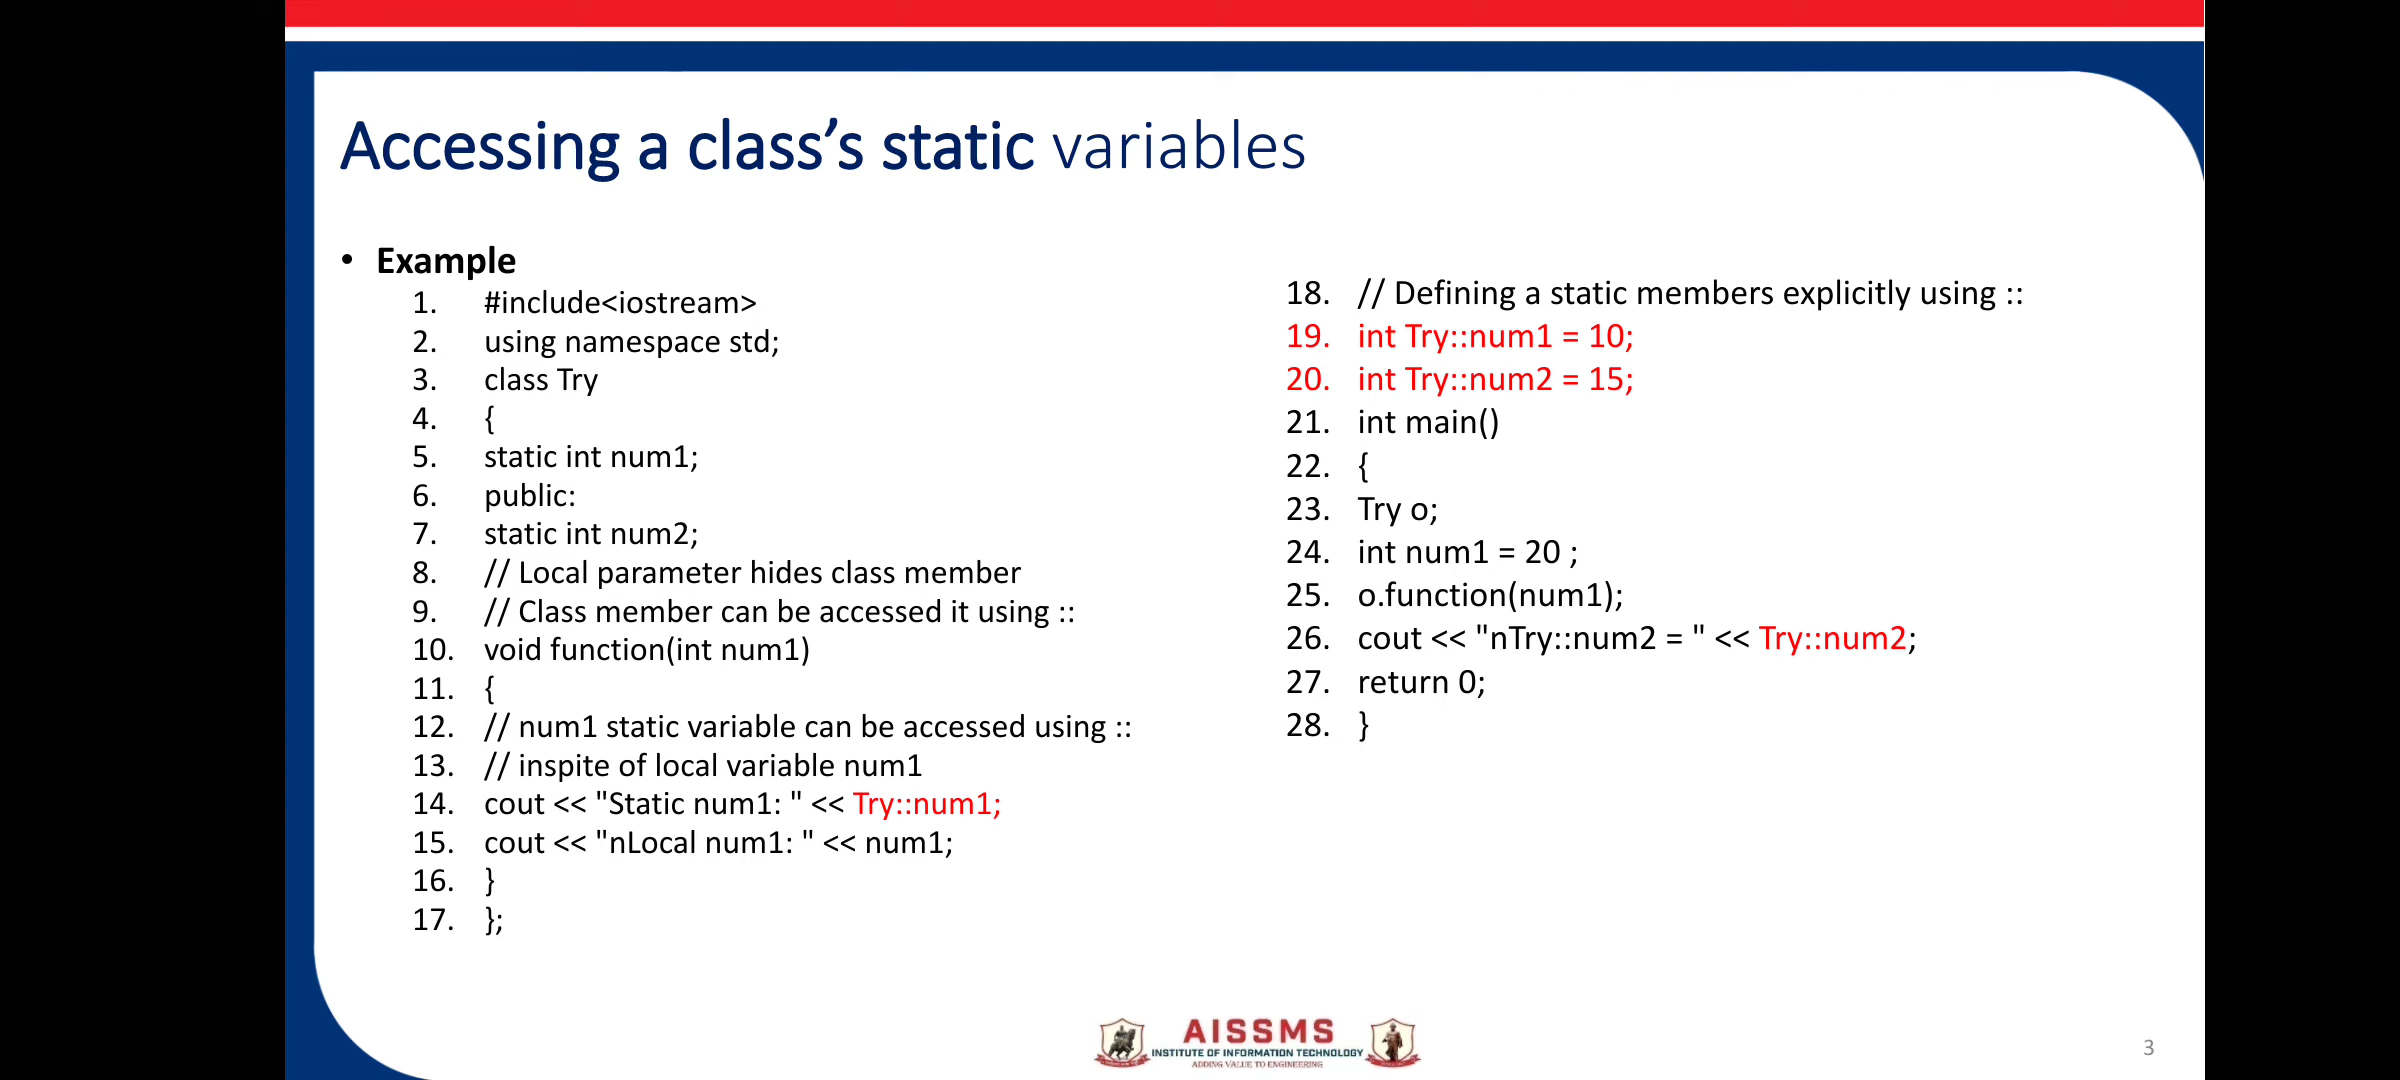 Accessing a class’s static variables
• Example
1. #include<iostream>
2. using namespace std;
3. class Try
4. {
5. static int num1;
6. public:
7. static int num2;
8. // Local parameter hides class member
9. // Class member can be accessed it using ::
10. void function(int num1)
11. {
12. // num1 static variable can be accessed using ::
13. // inspite of local variable num1
14. cout << "Static num1: " << Try::num1;
15. cout << "nLocal num1: " << num1;
16. }
17. };
18. // Defining a static members explicitly using ::
19. int Try::num1 = 10;
20. int Try::num2 = 15;
21. int main()
22. {
23. Try o;
24. int num1 = 20 ;
25. o.function(num1);
26. cout << "nTry::num2 = " << Try::num2;
27. return 0;
28. }
AISSMS
INSTITUTE OF INFORMATION TECHNOLOGY
ADDING VALUE TO ENGINEERING
3